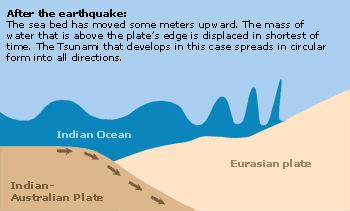 After the earthquake:
The sea bed has moved some meters upward. The mass of
water that is above the plate's edge is displaced in shortest of
time. The Tsunami that develops in this case spreads in circular
form into all directions.
Indian Ocean
Eurasian plate
Indian-
Australian Plate